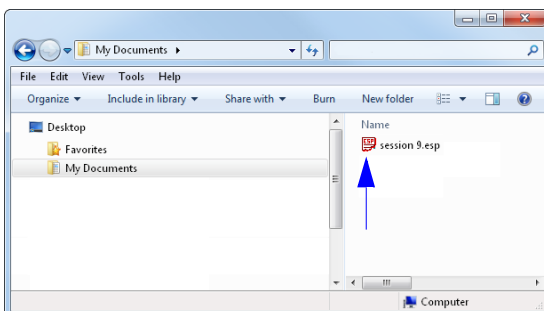 My Documents
File Edit View Tools Help
Organize Include in library Share with Burn New folder
Desktop
Favorites
My Documents
Name
ESP session 9.esp
Computer